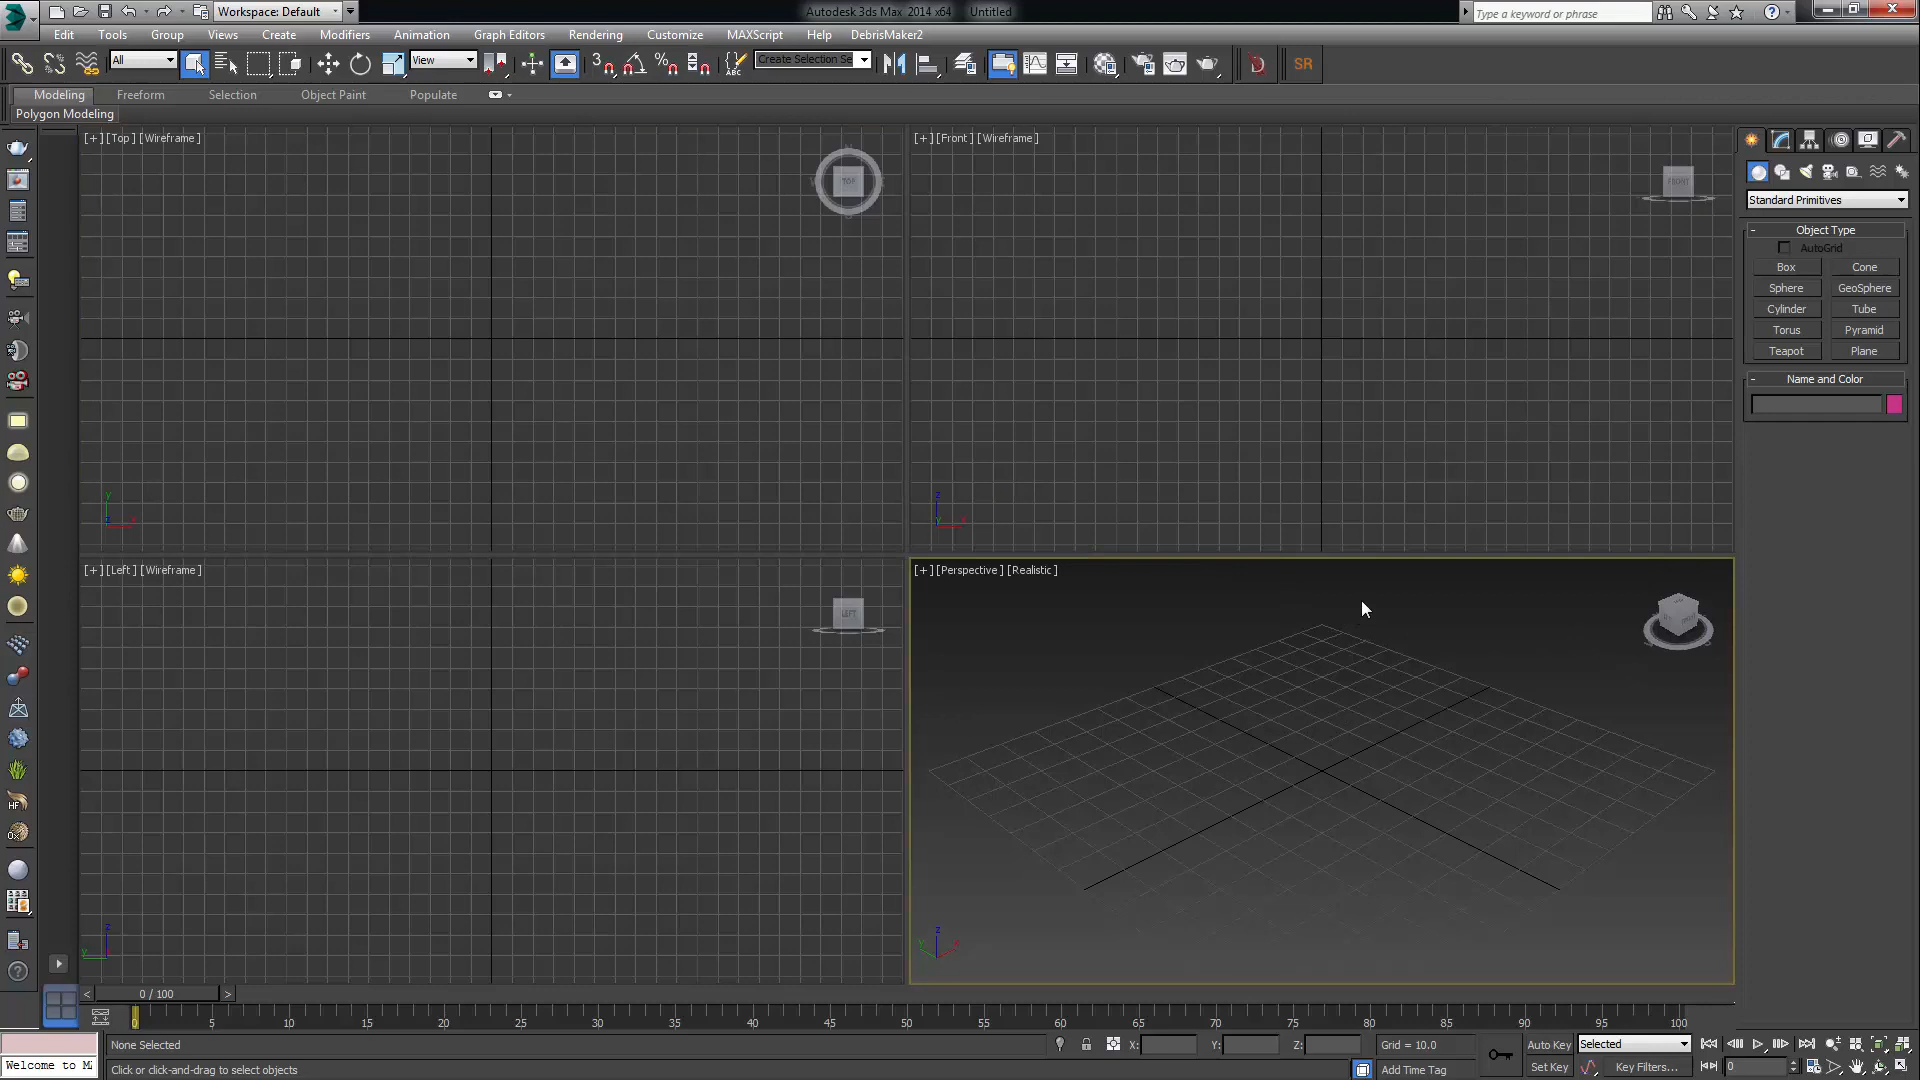 Workspace: Default
Autodesk 3ds Max 2014 x64 Untitled
Type a keyword or phrase
Edit Tools Group Views Create Modifiers Animation Graph Editors Rendering Customize MAXScript Help DebrisMaker2
All
View
3
Create Selection Se
SR
Modeling Freeform Selection Object Paint Populate
Polygon Modeling
[+] [Top] [Wireframe]
TOP
[+] [Front] [Wireframe]
FRONT
Standard Primitives
- Object Type
AutoGrid
Box Cone
Sphere GeoSphere
Cylinder Tube
Torus Pyramid
Teapot Plane
- Name and Color
y
z x
z
y x
[+] [Left] [Wireframe]
LEFT
[+] [Perspective] [Realistic]
HF
z
y
z
y x
< 0 / 100 >
0 5 10 15 20 25 30 35 40 45 50 55 60 65 70 75 80 85 90 95 100
None Selected
X: Y: Z: Grid = 10.0
Auto Key Selected
Welcome to M
Click or click-and-drag to select objects
Add Time Tag
Set Key Key Filters...
0